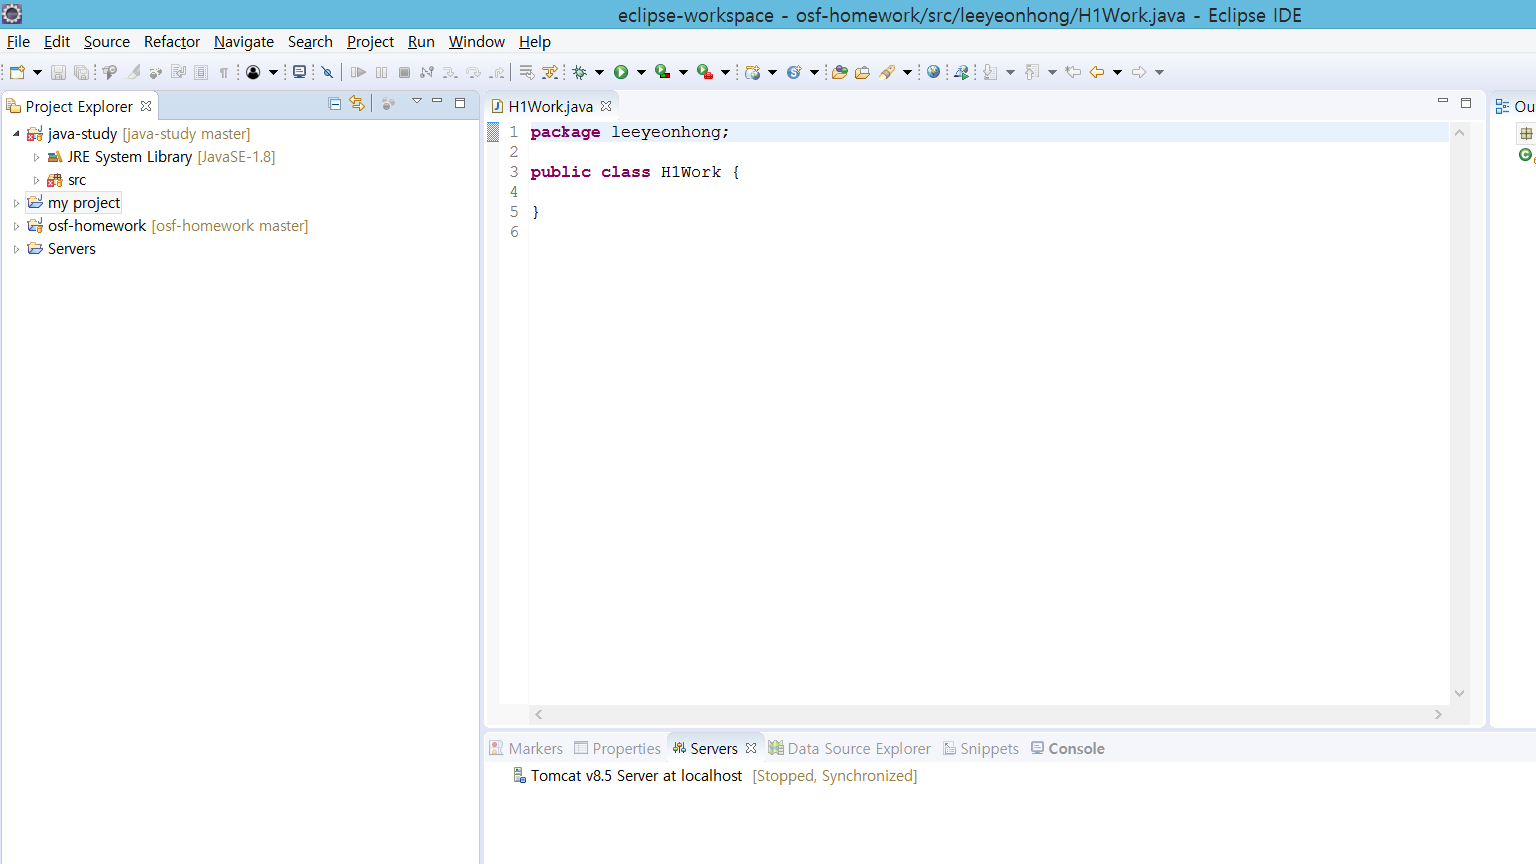 eclipse-workspace - osf-homework/src/leeyeonhong/H1Work.java - Eclipse IDE
File Edit Source Refactor Navigate Search Project Run Window Help
Project Explorer
java-study [java-study master]
JRE System Library [JavaSE-1.8]
src
my project
osf-homework [osf-homework master]
Servers
H1Work.java
1 package leeyeonhong;
2
3 public class H1Work {
4
5 }
6
Ou
Markers Properties Servers Data Source Explorer Snippets Console
Tomcat v8.5 Server at localhost [Stopped, Synchronized]